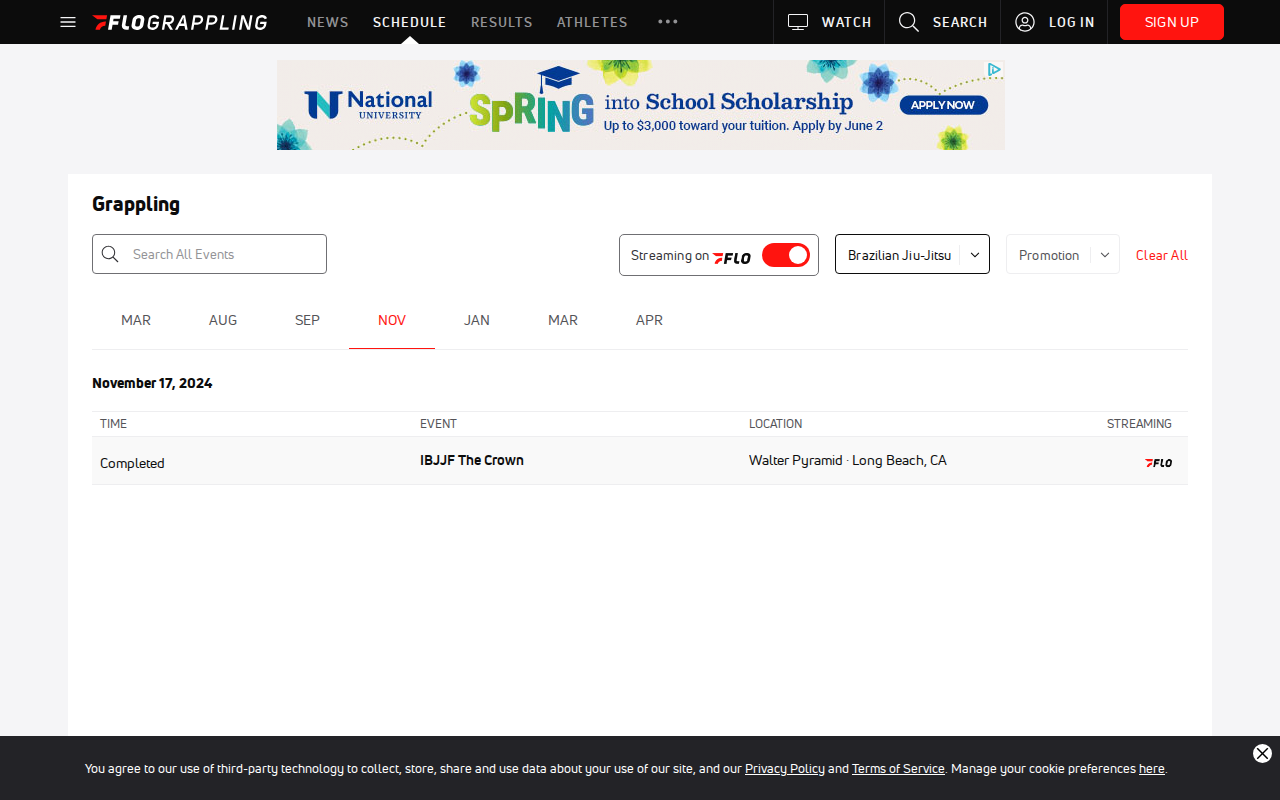 FLOGRAPPLING NEWS SCHEDULE RESULTS ATHLETES ••• WATCH SEARCH LOG IN SIGN UP
National UNIVERSITY
SPRING into School Scholarship
Up to $3,000 toward your tuition. Apply by June 2
APPLY NOW
Grappling
Search All Events Streaming on FLO Brazilian Jiu-Jitsu Promotion Clear All
MAR AUG SEP NOV JAN MAR APR
November 17, 2024
TIME EVENT LOCATION STREAMING
Completed IBJJF The Crown Walter Pyramid · Long Beach, CA FLO
You agree to our use of third-party technology to collect, store, share and use data about your use of our site, and our Privacy Policy and Terms of Service. Manage your cookie preferences here.